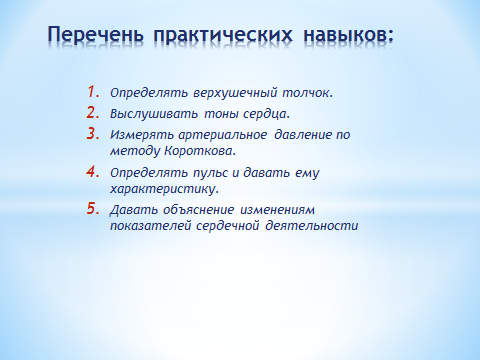 Перечень практических навыков:
1. Определять верхушечный толчок.
2. Выслушивать тоны сердца.
3. Измерять артериальное давление по
методу Короткова.
4. Определять пульс и давать ему
характеристику.
5. Давать объяснение изменениям
показателей сердечной деятельности